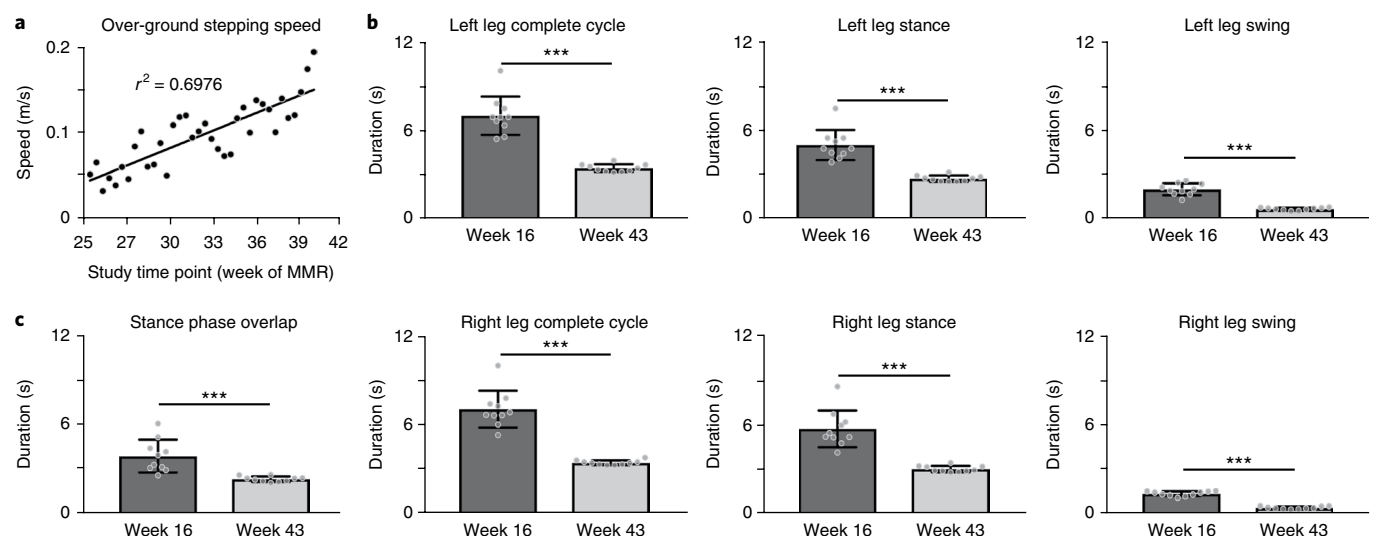 a
Over-ground stepping speed
Speed (m/s)
0.2
0.1
0
r² = 0.6976
25 27 30 33 36 39 42
Study time point (week of MMR)
b
Left leg complete cycle
Duration (s)
12
6
0
***
Week 16 Week 43
Left leg stance
Duration (s)
12
6
0
***
Week 16 Week 43
Left leg swing
Duration (s)
12
6
0
***
Week 16 Week 43
c
Stance phase overlap
Duration (s)
12
6
0
***
Week 16 Week 43
Right leg complete cycle
Duration (s)
12
6
0
***
Week 16 Week 43
Right leg stance
Duration (s)
12
6
0
***
Week 16 Week 43
Right leg swing
Duration (s)
12
6
0
***
Week 16 Week 43